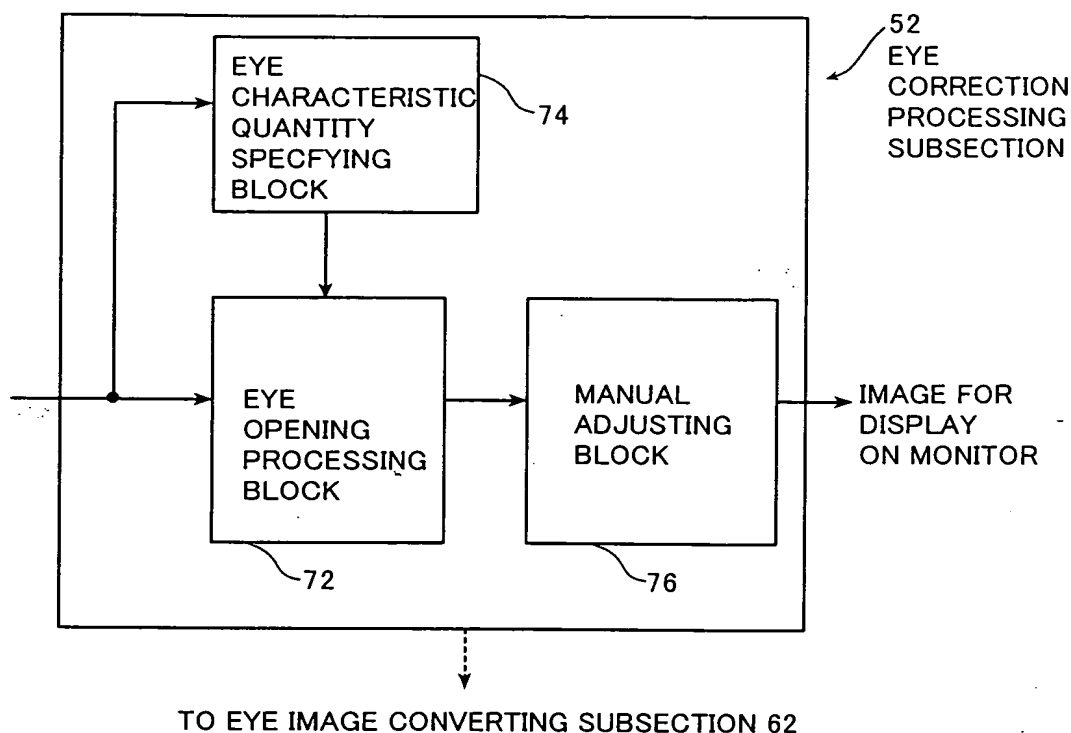 52
EYE
CORRECTION
PROCESSING
SUBSECTION
EYE
CHARACTERISTIC
QUANTITY
SPECFYING
BLOCK
74
EYE
OPENING
PROCESSING
BLOCK
72
MANUAL
ADJUSTING
BLOCK
76
IMAGE FOR
DISPLAY
ON MONITOR
TO EYE IMAGE CONVERTING SUBSECTION 62